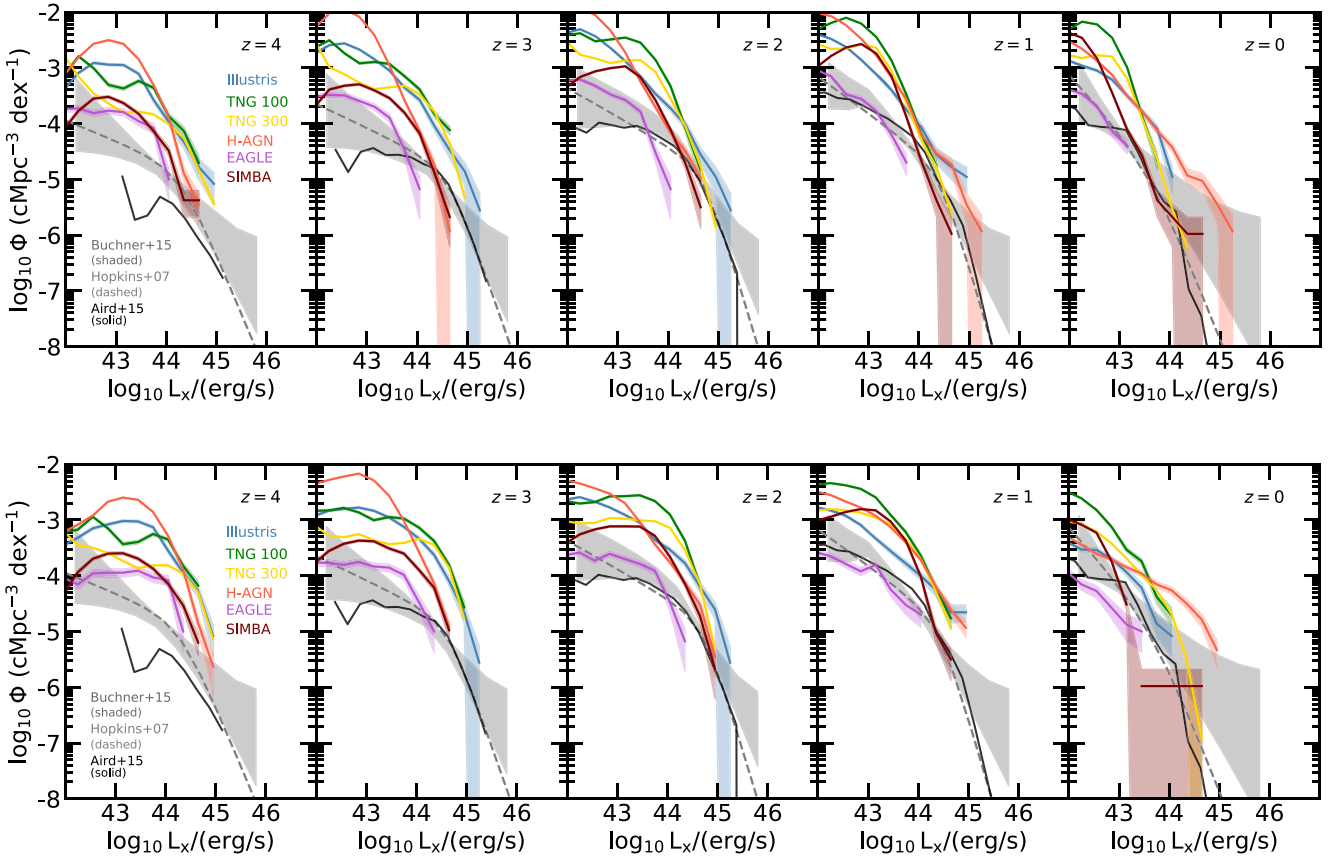 -2
-3
-4
-5
-6
-7
-8
log₁₀ Φ (cMpc⁻³ dex⁻¹)
z = 4
Illustris
TNG 100
TNG 300
H-AGN
EAGLE
SIMBA
Buchner+15
(shaded)
Hopkins+07
(dashed)
Aird+15
(solid)
z = 3
z = 2
z = 1
z = 0
43 44 45 46 43 44 45 46 43 44 45 46 43 44 45 46 43 44 45 46
log₁₀ Lₓ/(erg/s) log₁₀ Lₓ/(erg/s) log₁₀ Lₓ/(erg/s) log₁₀ Lₓ/(erg/s) log₁₀ Lₓ/(erg/s)
-2
-3
-4
-5
-6
-7
-8
log₁₀ Φ (cMpc⁻³ dex⁻¹)
z = 4
Illustris
TNG 100
TNG 300
H-AGN
EAGLE
SIMBA
Buchner+15
(shaded)
Hopkins+07
(dashed)
Aird+15
(solid)
z = 3
z = 2
z = 1
z = 0
43 44 45 46 43 44 45 46 43 44 45 46 43 44 45 46 43 44 45 46
log₁₀ Lₓ/(erg/s) log₁₀ Lₓ/(erg/s) log₁₀ Lₓ/(erg/s) log₁₀ Lₓ/(erg/s) log₁₀ Lₓ/(erg/s)